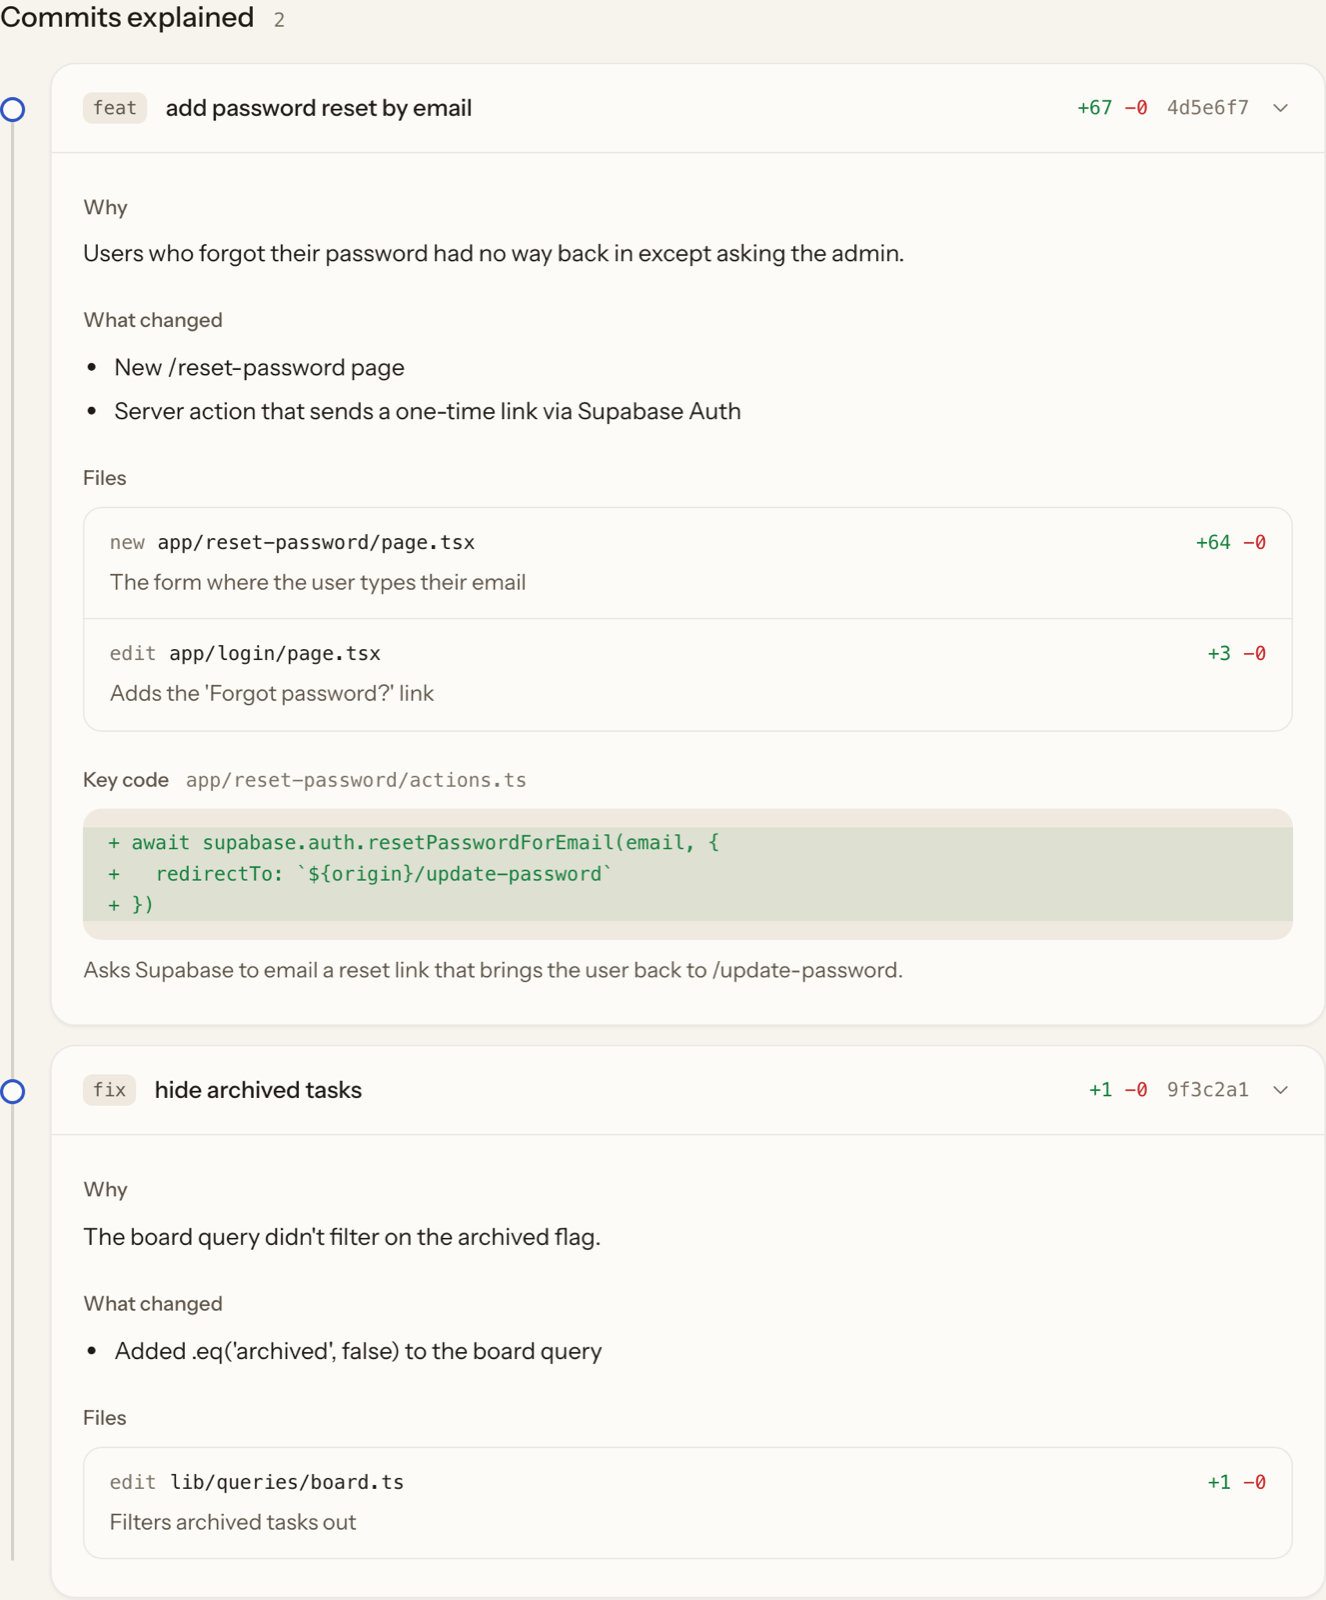 Commits explained 2
feat add password reset by email +67 −0 4d5e6f7
Why
Users who forgot their password had no way back in except asking the admin.
What changed
• New /reset-password page
• Server action that sends a one-time link via Supabase Auth
Files
new app/reset-password/page.tsx +64 −0
The form where the user types their email
edit app/login/page.tsx +3 −0
Adds the 'Forgot password?' link
Key code app/reset-password/actions.ts
+ await supabase.auth.resetPasswordForEmail(email, {
+   redirectTo: `${origin}/update-password`
+ })
Asks Supabase to email a reset link that brings the user back to /update-password.
fix hide archived tasks +1 −0 9f3c2a1
Why
The board query didn't filter on the archived flag.
What changed
• Added .eq('archived', false) to the board query
Files
edit lib/queries/board.ts +1 −0
Filters archived tasks out